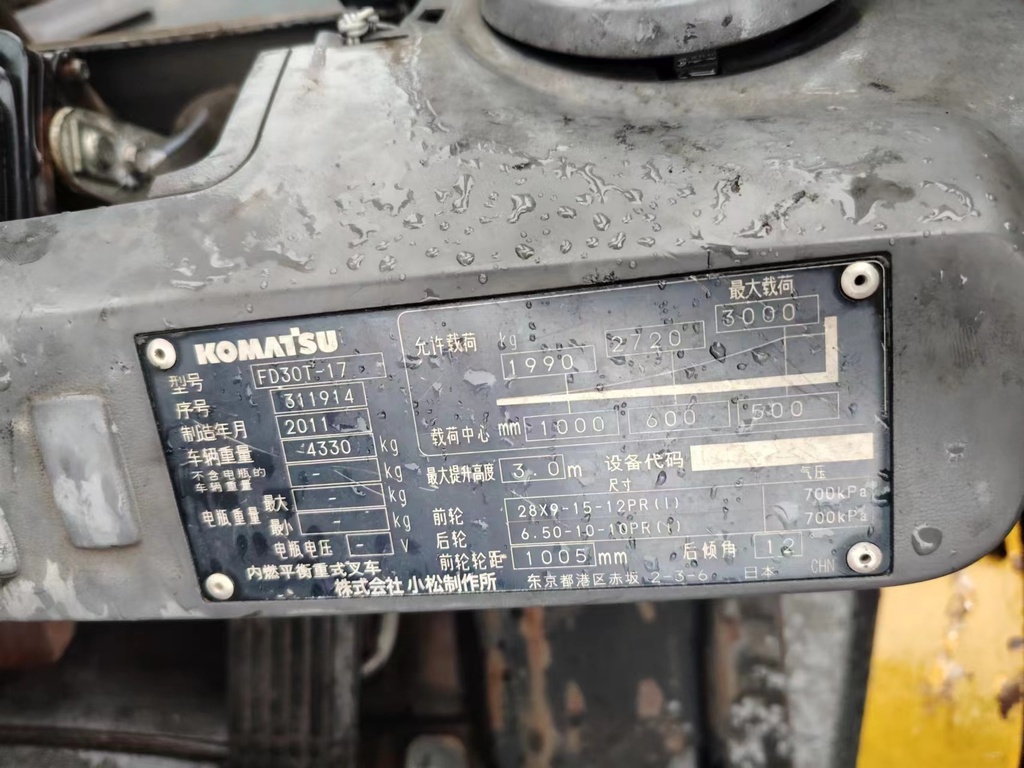 KOMATSU
型号 FD30T-17
序号 311914
制造年月 2011
车辆重量 4330 kg
不含电瓶的车辆重量 - kg
电瓶重量 最大 - kg
最小 - kg
电瓶电压 - V
内燃平衡重式叉车
株式会社 小松制作所
最大载荷
允许载荷 kg 1990 2720 3000
载荷中心 mm 1000 600 500
最大提升高度 3.0 m 设备代码
尺寸 气压
前轮 28X9-15-12PR(I) 700kPa
后轮 6.50-10-10PR(I) 700kPa
前轮轮距 1005 mm 后倾角 12
东京都港区赤坂 2-3-6 日本 CHN